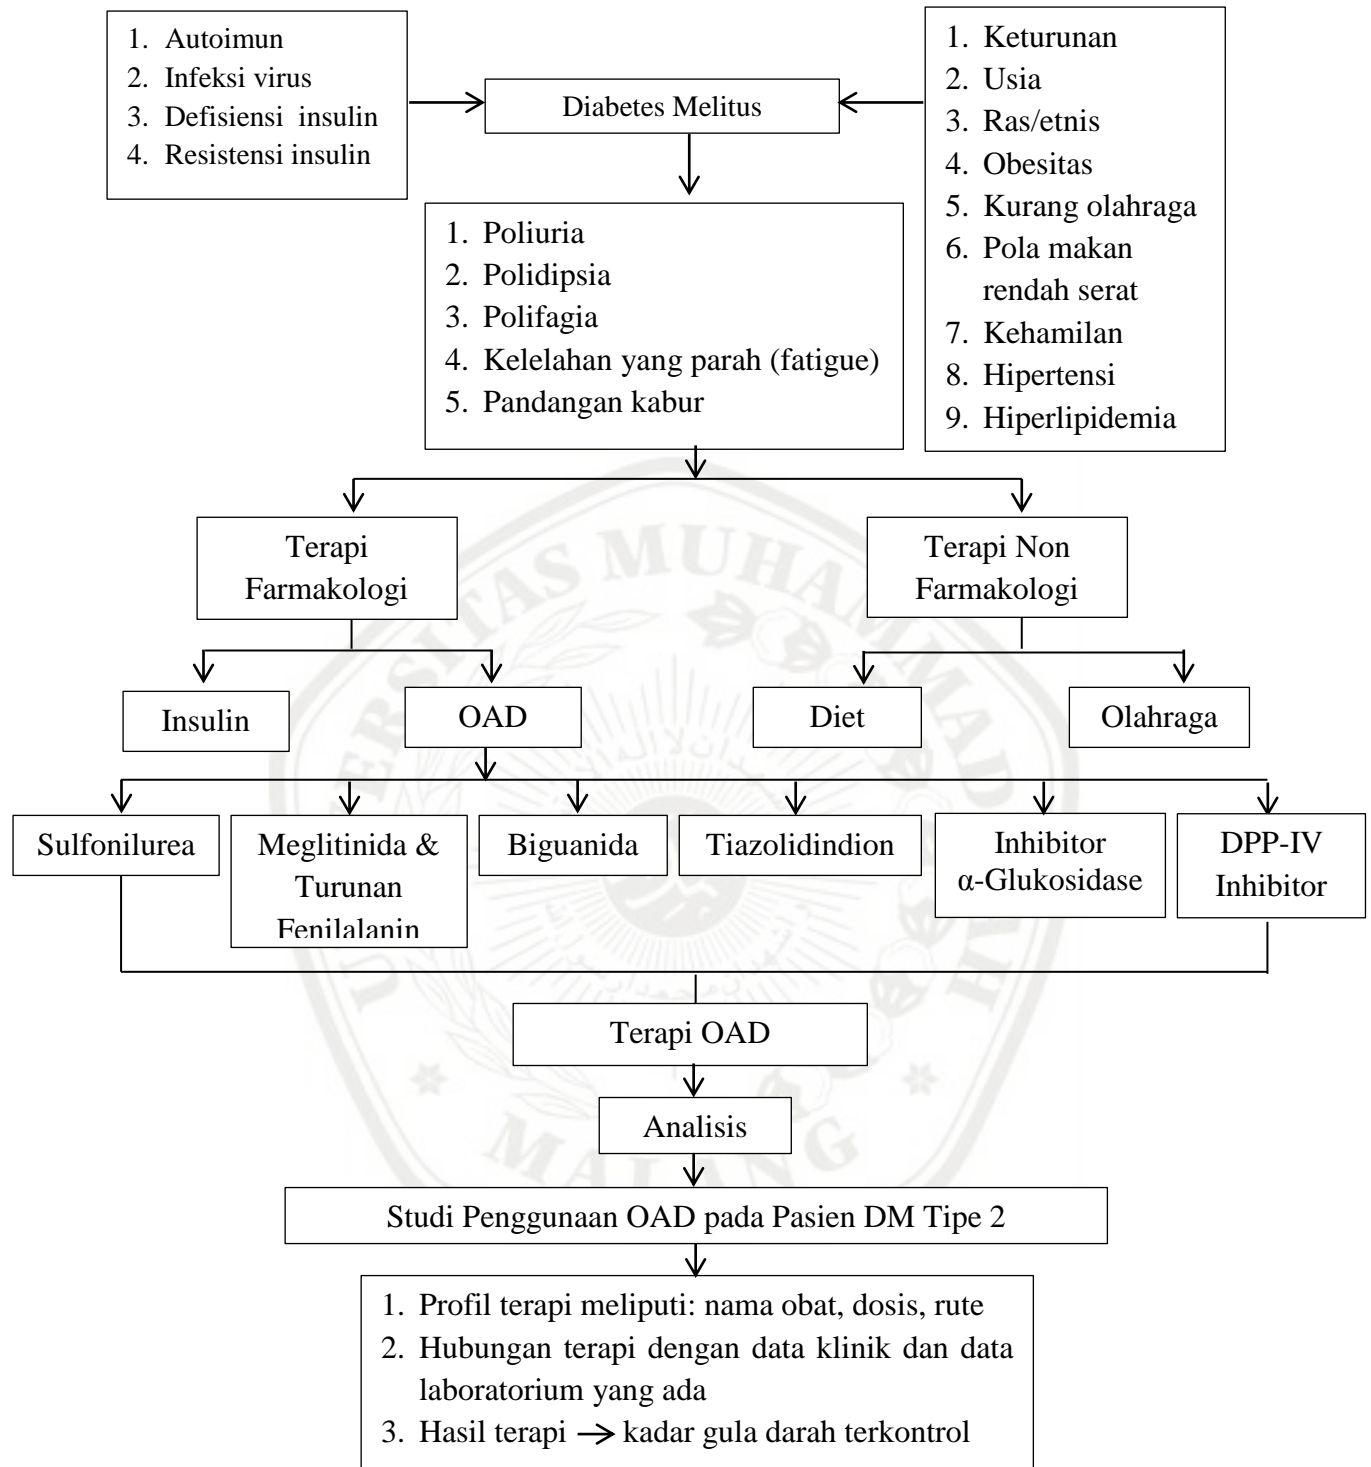 1. Autoimun
2. Infeksi virus
3. Defisiensi insulin
4. Resistensi insulin
Diabetes Melitus
1. Keturunan
2. Usia
3. Ras/etnis
4. Obesitas
5. Kurang olahraga
6. Pola makan
rendah serat
7. Kehamilan
8. Hipertensi
9. Hiperlipidemia
1. Poliuria
2. Polidipsia
3. Polifagia
4. Kelelahan yang parah (fatigue)
5. Pandangan kabur
Terapi
Farmakologi
Terapi Non
Farmakologi
Insulin
OAD
Diet
Olahraga
Sulfonilurea
Meglitinida &
Turunan
Fenilalanin
Biguanida
Tiazolidindion
Inhibitor
α-Glukosidase
DPP-IV
Inhibitor
Terapi OAD
Analisis
Studi Penggunaan OAD pada Pasien DM Tipe 2
1. Profil terapi meliputi: nama obat, dosis, rute
2. Hubungan terapi dengan data klinik dan data
laboratorium yang ada
3. Hasil terapi → kadar gula darah terkontrol
UNIVERSITAS MUHAMMADIYAH
MALANG